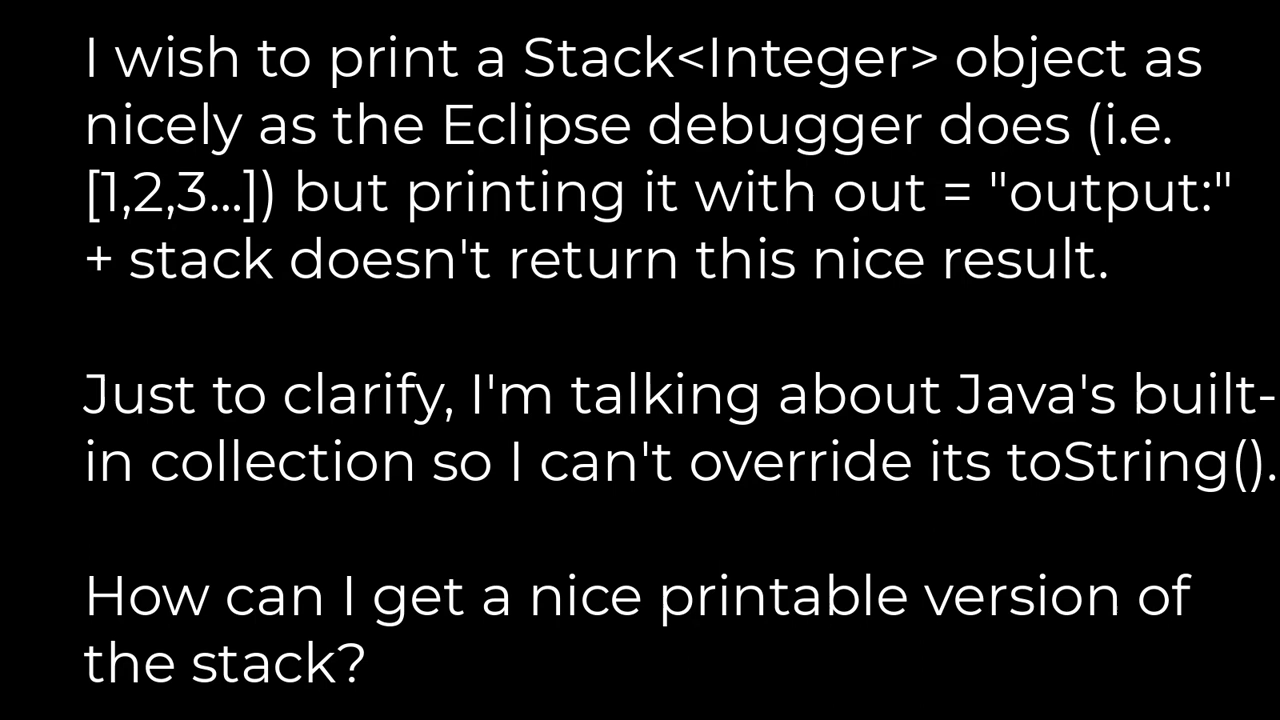 I wish to print a Stack<Integer> object as
nicely as the Eclipse debugger does (i.e.
[1,2,3...]) but printing it with out = "output:"
+ stack doesn't return this nice result.
Just to clarify, I'm talking about Java's built-
in collection so I can't override its toString().
How can I get a nice printable version of
the stack?